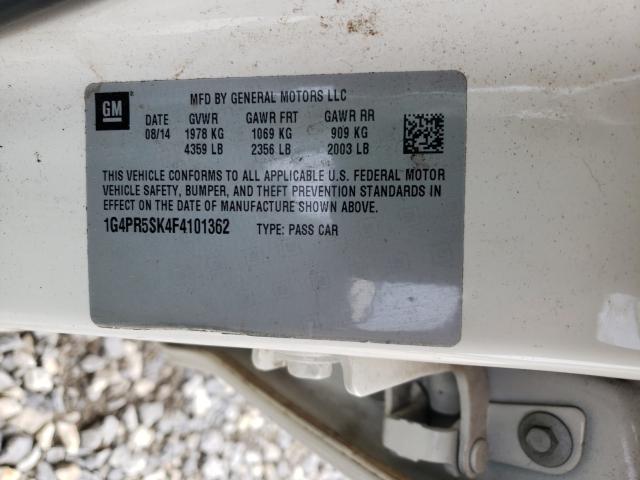 GM
MFD BY GENERAL MOTORS LLC
DATE GVWR GAWR FRT GAWR RR
08/14 1978 KG 1069 KG 909 KG
4359 LB 2356 LB 2003 LB
THIS VEHICLE CONFORMS TO ALL APPLICABLE U.S. FEDERAL MOTOR
VEHICLE SAFETY, BUMPER, AND THEFT PREVENTION STANDARDS IN
EFFECT ON THE DATE OF MANUFACTURE SHOWN ABOVE.
1G4PR5SK4F4101362 TYPE: PASS CAR